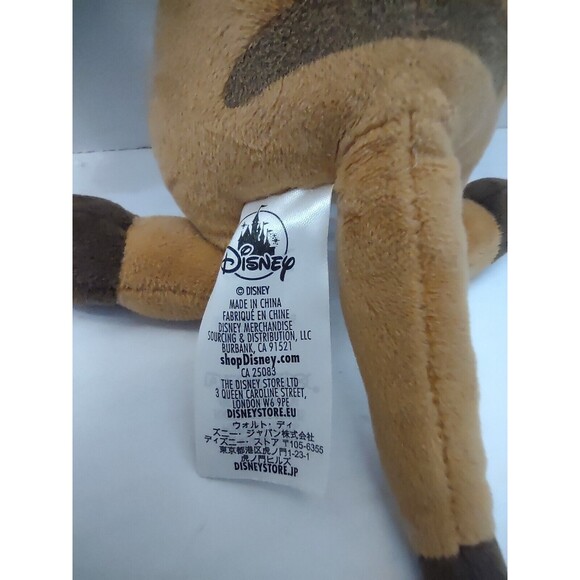 Disney
© DISNEY
MADE IN CHINA
FABRIQUÉ EN CHINE
DISNEY MERCHANDISE
SOURCING & DISTRIBUTION, LLC
BURBANK, CA 91521
shopDisney.com
CA 25083
THE DISNEY STORE LTD
3 QUEEN CAROLINE STREET,
LONDON W6 9PE
DISNEYSTORE.EU
ウォルト・ディ
ズニー・ジャパン株式会社
ディズニー・ストア 〒105-6355
東京都港区虎ノ門1-23-1
虎ノ門ヒルズ
DISNEYSTORE.JP